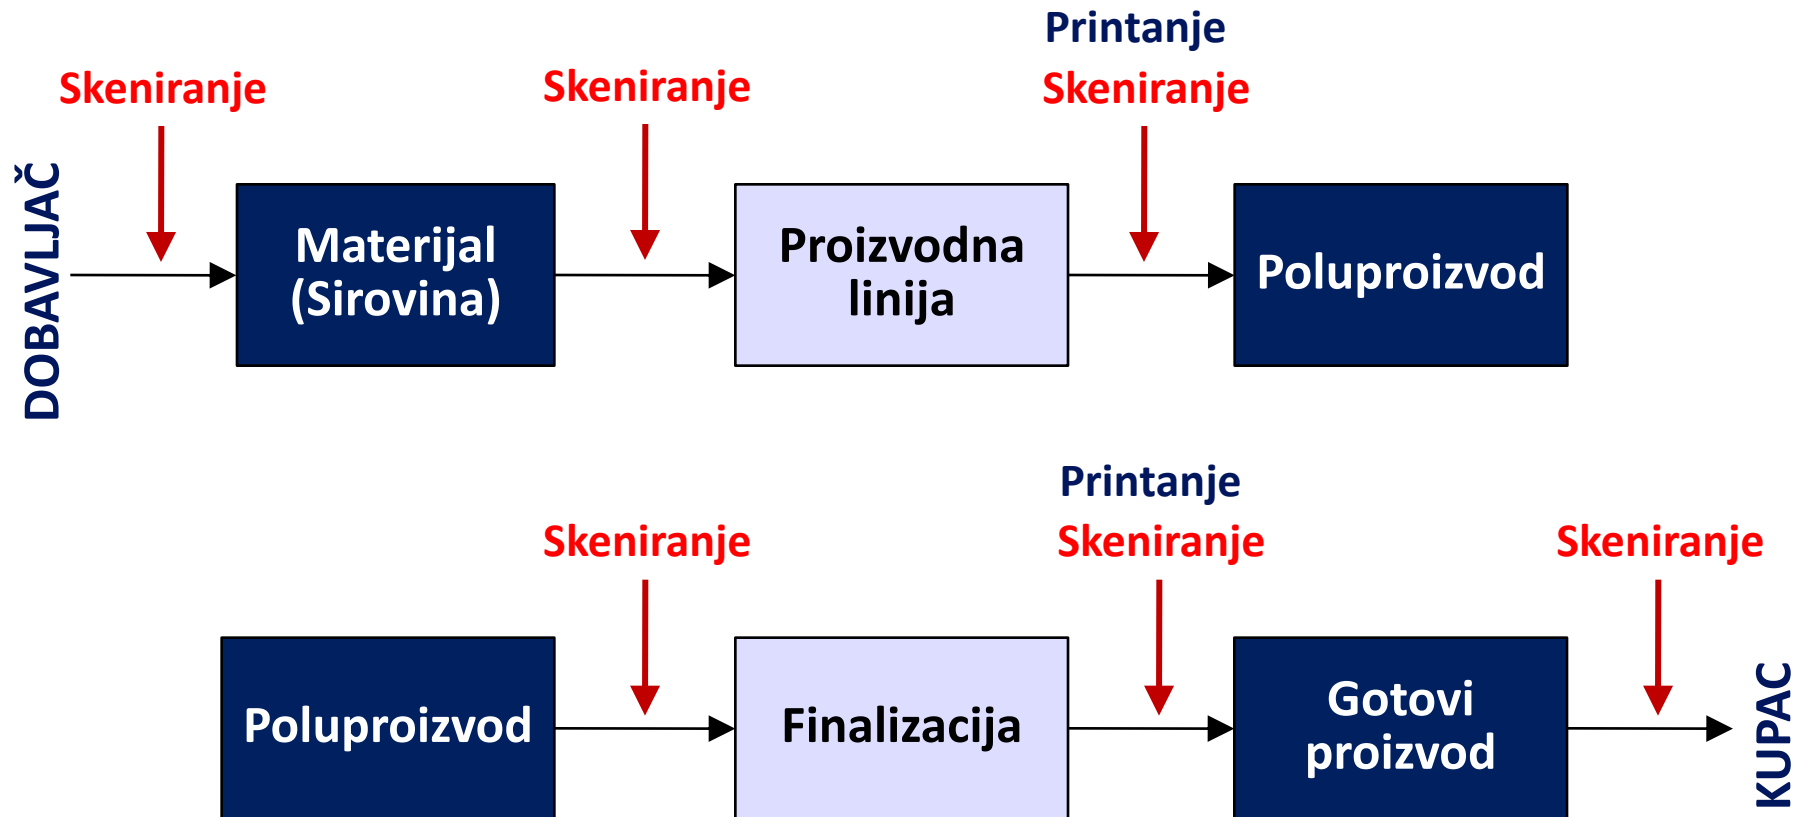 Printanje
Skeniranje
Skeniranje
Skeniranje
DOBAVLJAČ
Materijal
(Sirovina)
Proizvodna
linija
Poluproizvod
Printanje
Skeniranje
Skeniranje
Skeniranje
Poluproizvod
Finalizacija
Gotovi
proizvod
KUPAC